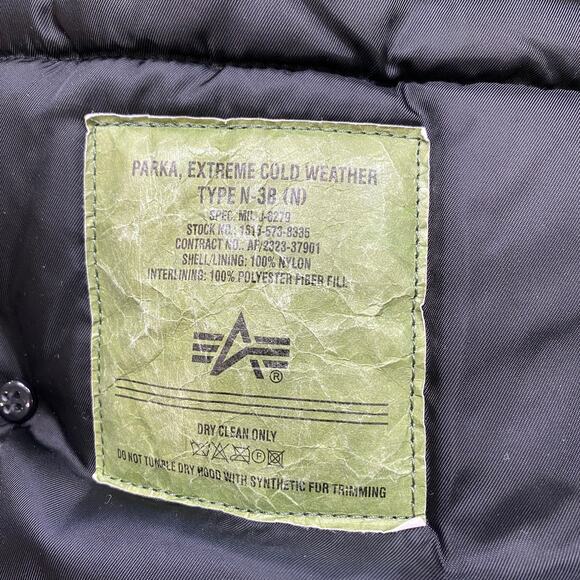 PARKA, EXTREME COLD WEATHER
TYPE N-3B (N)
SPEC. MIL. J-6279
STOCK NO.: 1511-573-8335
CONTRACT NO.: AF/2323-37901
SHELL/LINING: 100% NYLON
INTERLINING: 100% POLYESTER FIBER FILL
®
DRY CLEAN ONLY
DO NOT TUMBLE DRY HOOD WITH SYNTHETIC FUR TRIMMING